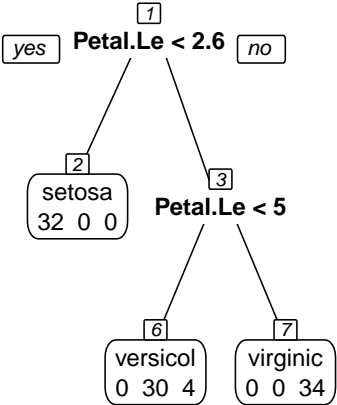 1
yes Petal.Le < 2.6 no
2
setosa
32 0 0
3
Petal.Le < 5
6
versicol
0 30 4
7
virginic
0 0 34